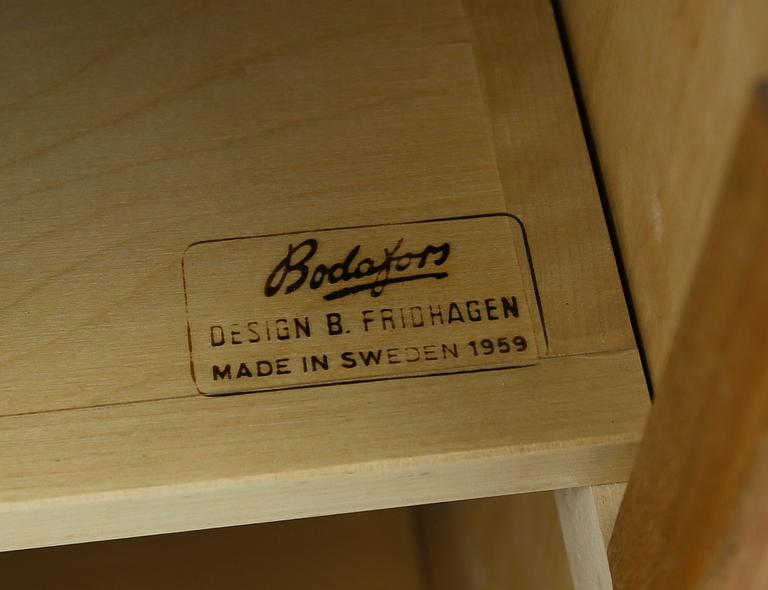 Bodafors
DESIGN B. FRIDHAGEN
MADE IN SWEDEN 1959